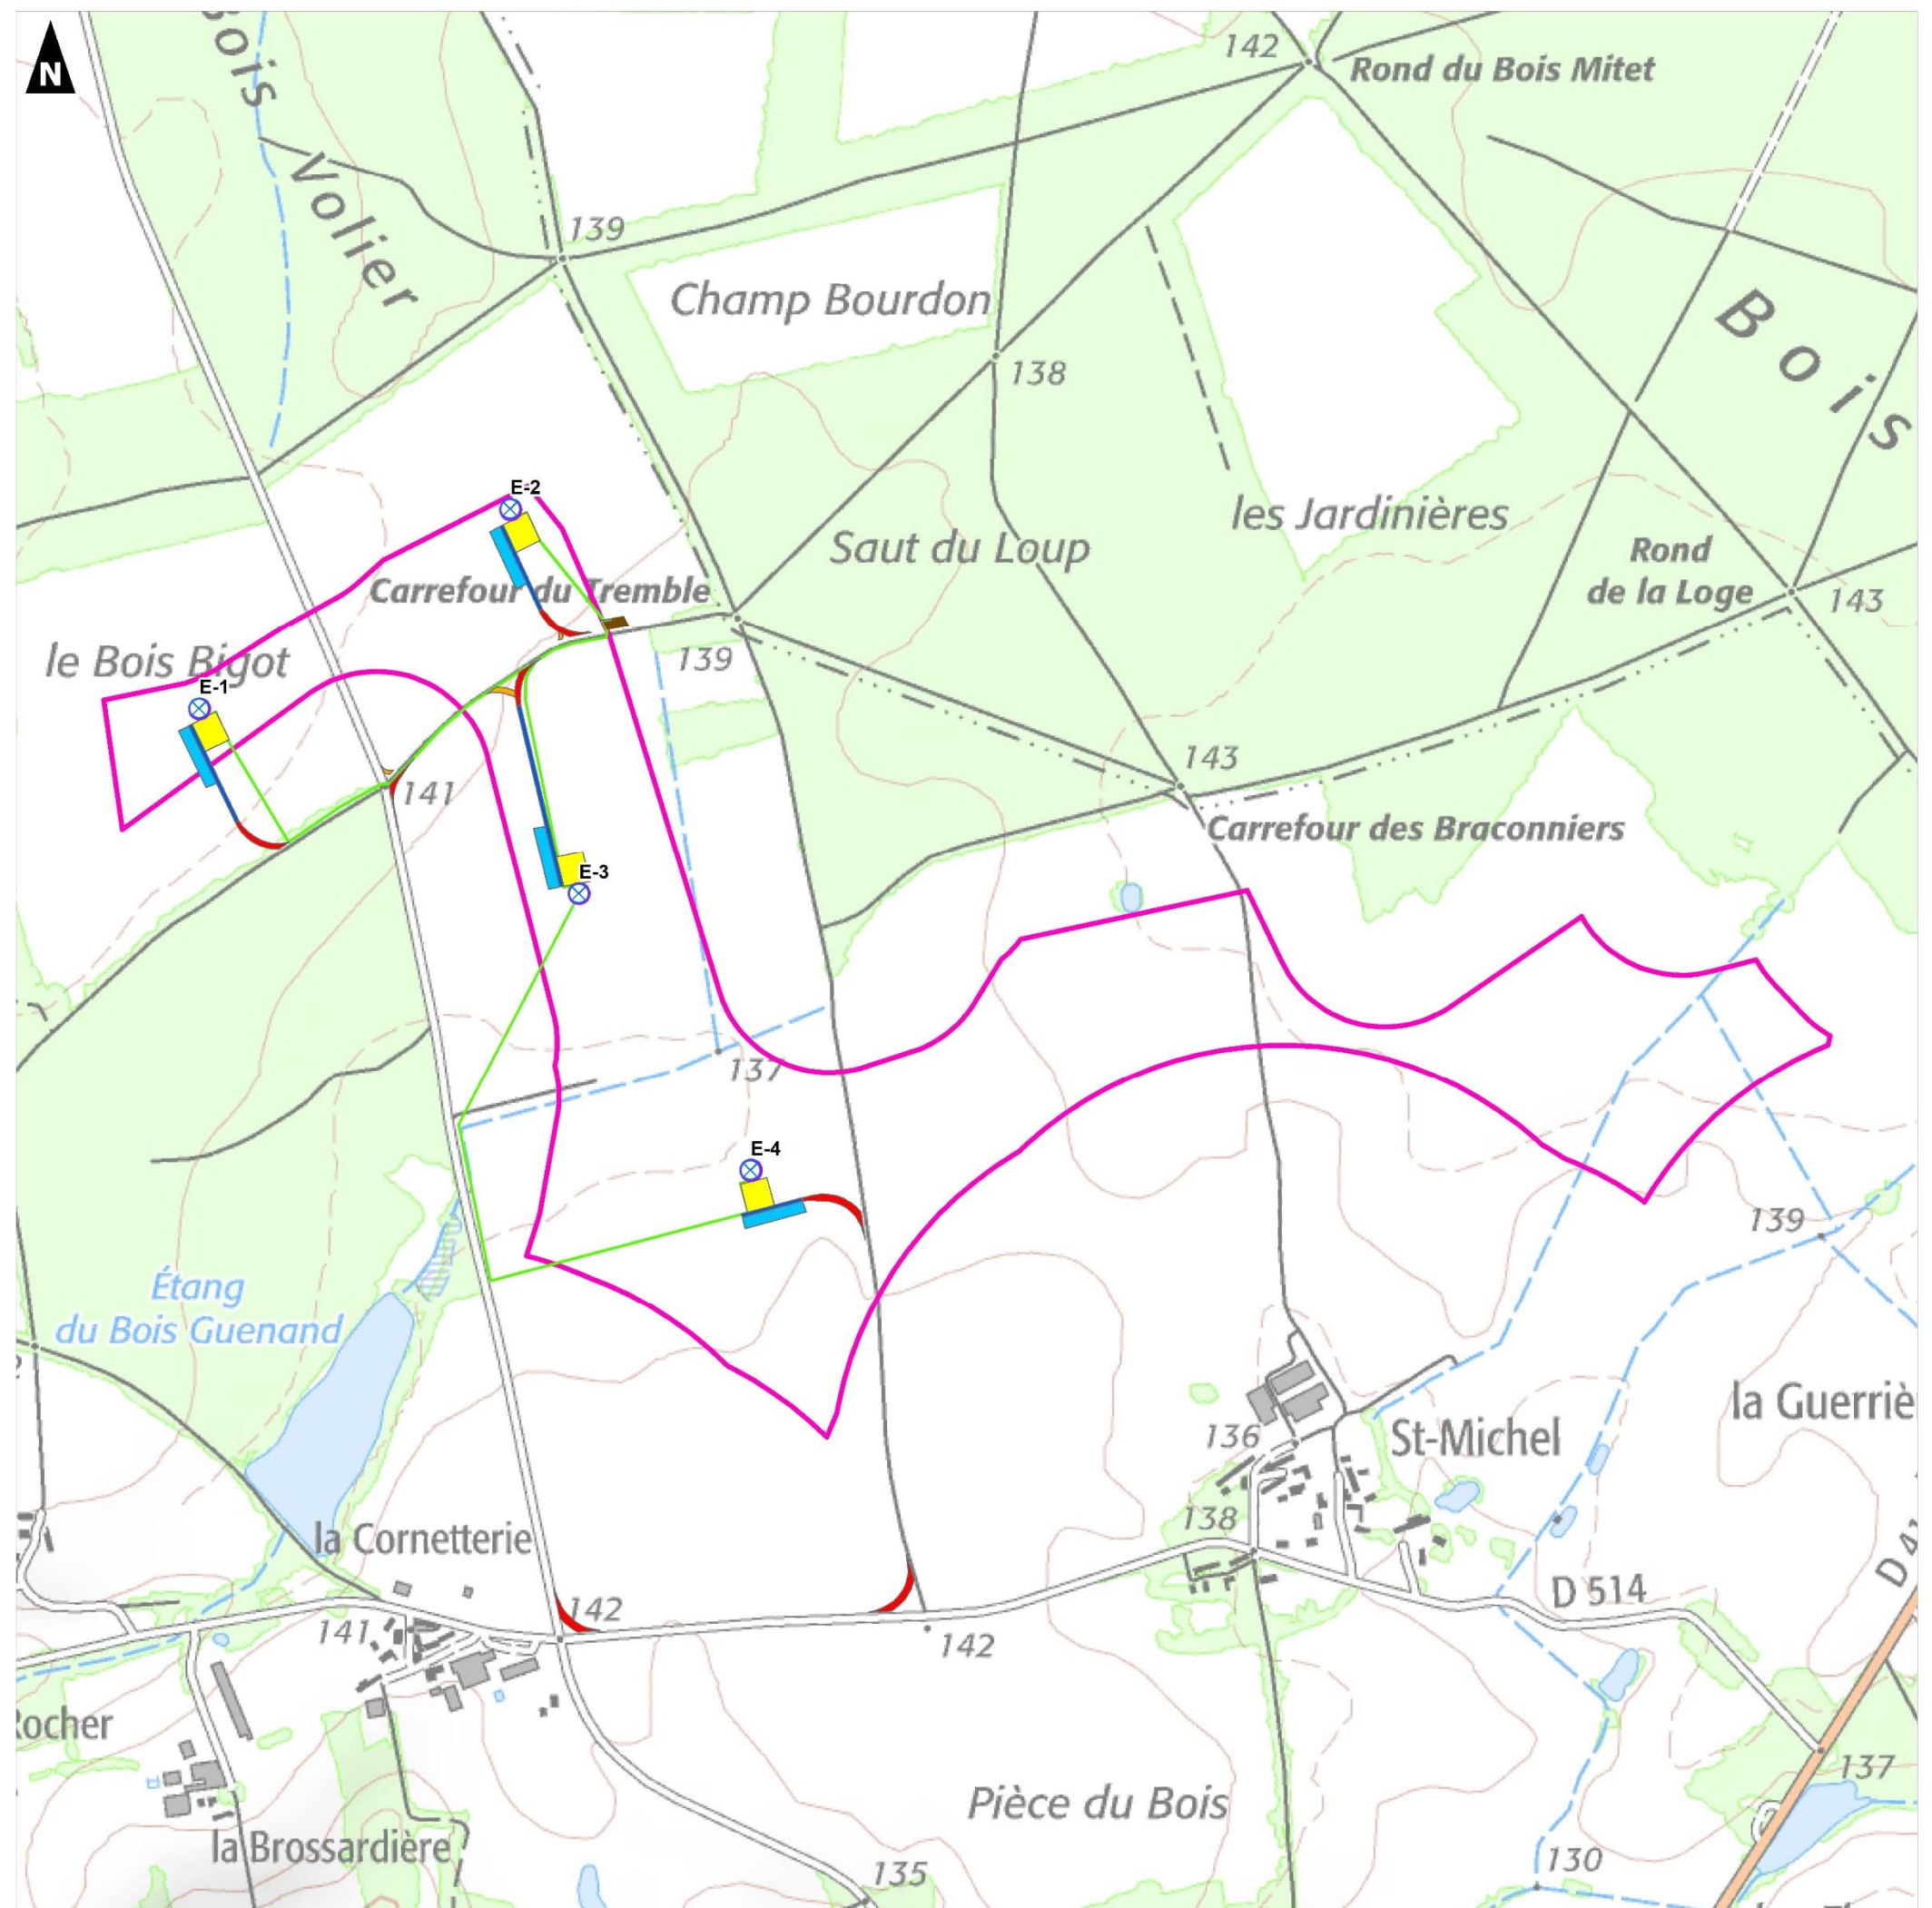 N
Bois
Volier
142
Rond du Bois Mitet
139
Champ Bourdon
138
Bois
E-2
les Jardinières
Saut du Loup
Rond
de la Loge
143
Carrefour du Tremble
le Bois Bigot
139
E-1
143
141
Carrefour des Braconniers
E-3
137
E-4
139
Étang
du Bois Guenand
la Guerriè
St-Michel
136
138
la Cornetterie
D 514
142
141
142
Rocher
137
Pièce du Bois
la Brossardière
135
130